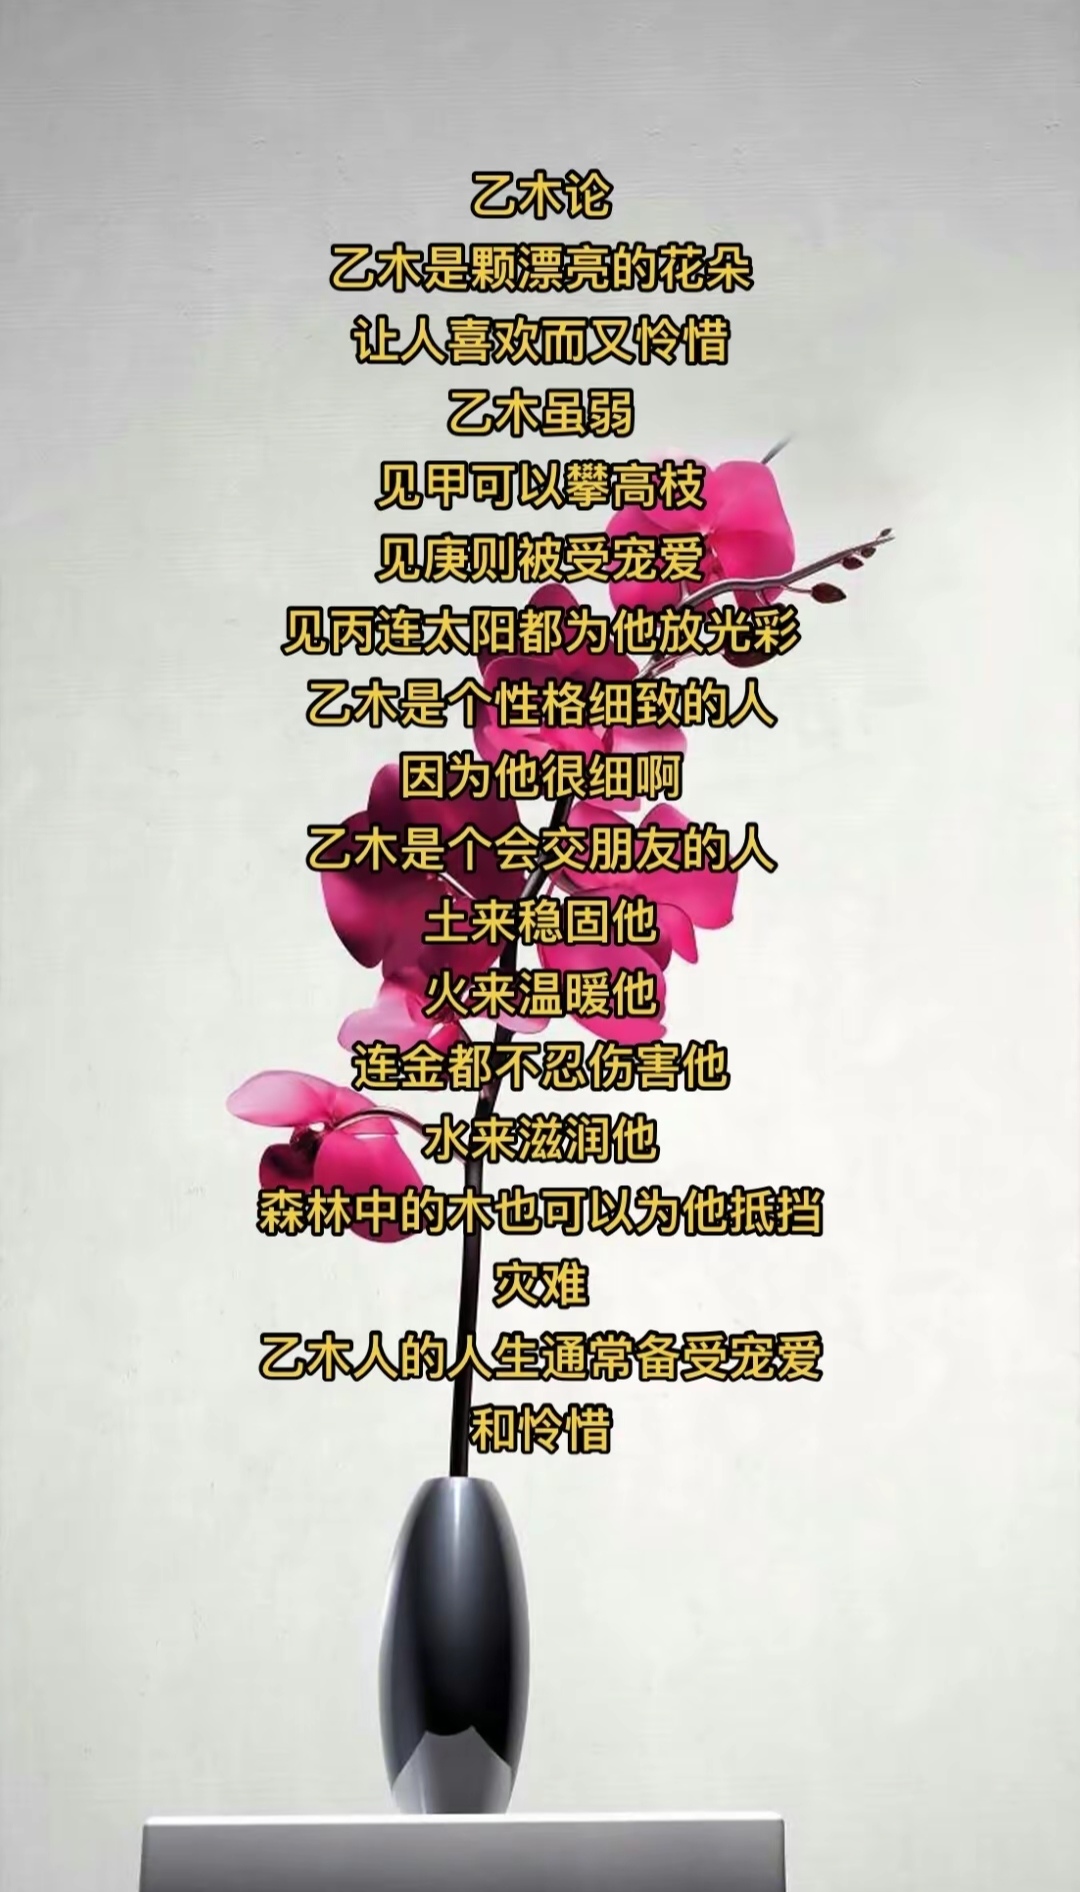 乙木论
乙木是颗漂亮的花朵
让人喜欢而又怜惜
乙木虽弱
见甲可以攀高枝
见庚则被受宠爱
见丙连太阳都为他放光彩
乙木是个性格细致的人
因为他很细啊
乙木是个会交朋友的人
土来稳固他
火来温暖他
连金都不忍伤害他
水来滋润他
森林中的木也可以为他抵挡
灾难
乙木人的人生通常备受宠爱
和怜惜